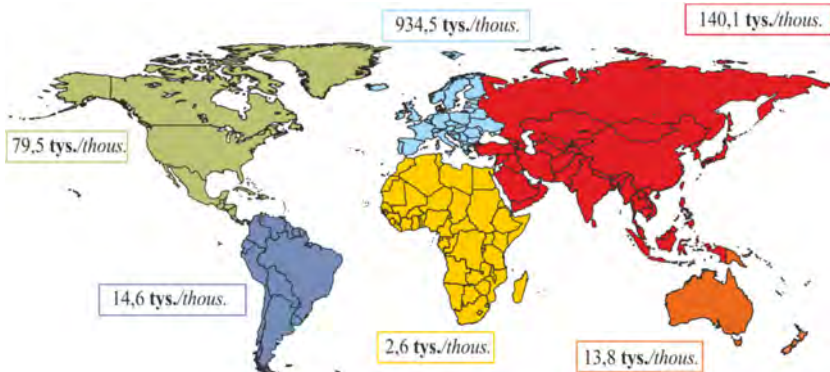 934,5 tys./thous.
140,1 tys./thous.
79,5 tys./thous.
14,6 tys./thous.
2,6 tys./thous.
13,8 tys./thous.